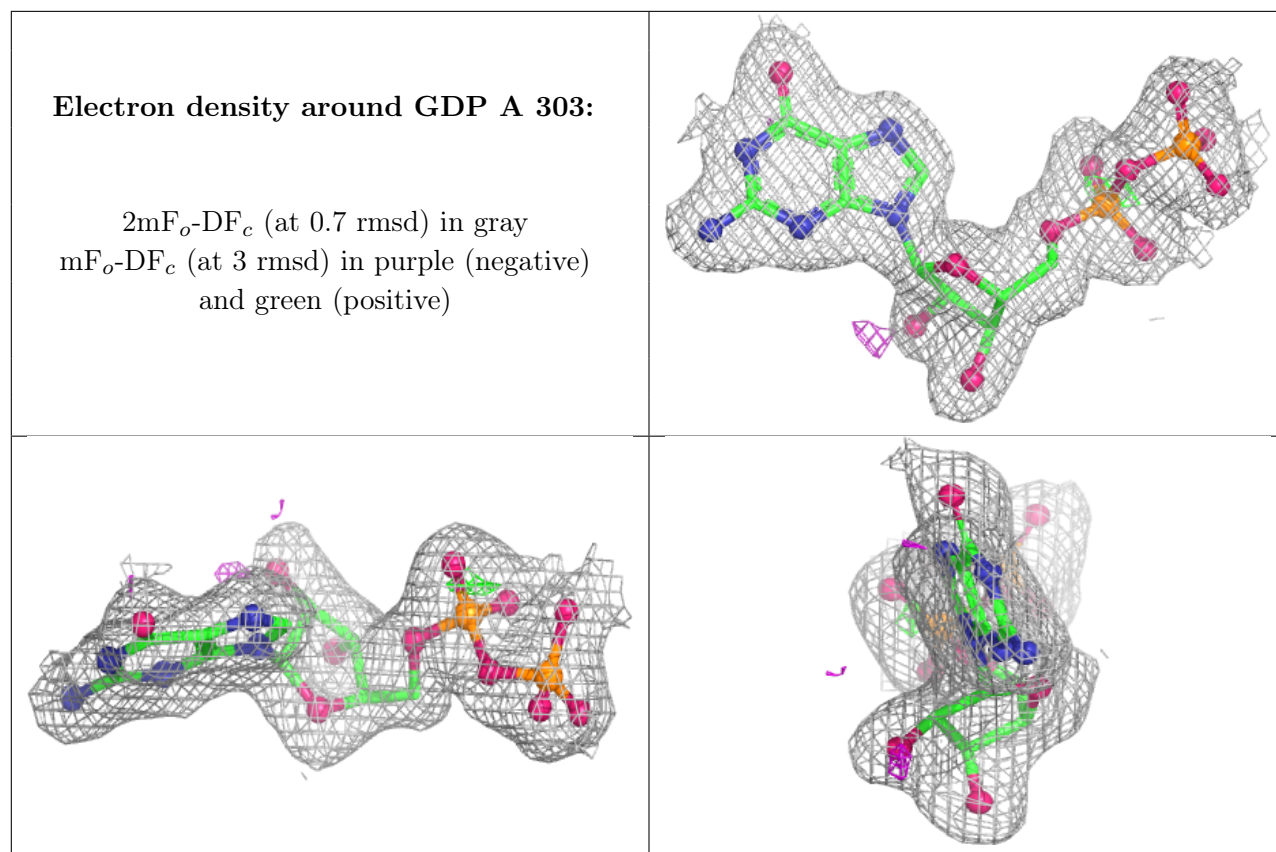 Electron density around GDP A 303:
2mFo-DFc (at 0.7 rmsd) in gray
mFo-DFc (at 3 rmsd) in purple (negative)
and green (positive)